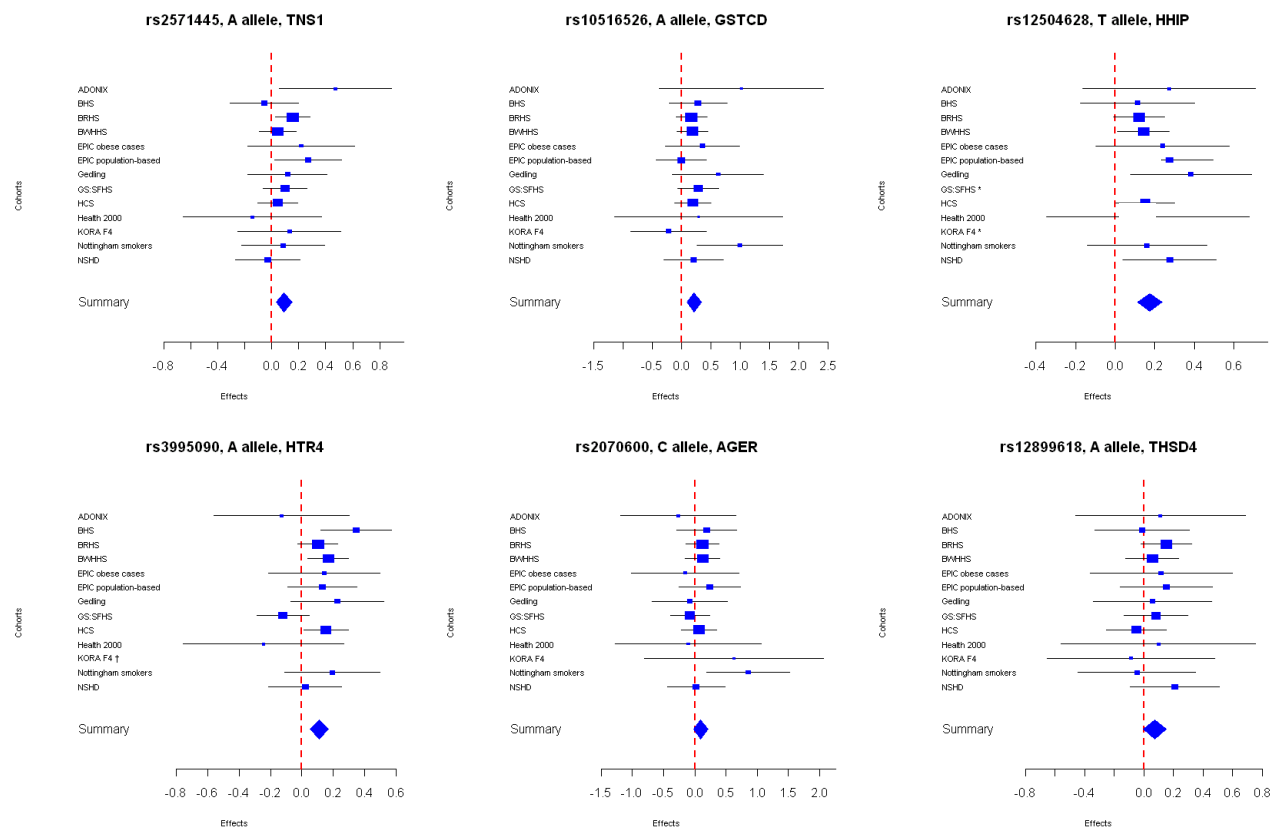 rs2571445, A allele, TNS1
Cohorts
ADONIX
BHS
BRHS
BWHHS
EPIC obese cases
EPIC population-based
Gedling
GS:SFHS
HCS
Health 2000
KORA F4
Nottingham smokers
NSHD
Summary
-0.8 -0.4 0.0 0.2 0.4 0.6 0.8
Effects
rs10516526, A allele, GSTCD
Cohorts
ADONIX
BHS
BRHS
BWHHS
EPIC obese cases
EPIC population-based
Gedling
GS:SFHS
HCS
Health 2000
KORA F4
Nottingham smokers
NSHD
Summary
-1.5 -0.5 0.0 0.5 1.0 1.5 2.0 2.5
Effects
rs12504628, T allele, HHIP
Cohorts
ADONIX
BHS
BRHS
BWHHS
EPIC obese cases
EPIC population-based
Gedling
GS:SFHS *
HCS
Health 2000
KORA F4 *
Nottingham smokers
NSHD
Summary
-0.4 -0.2 0.0 0.2 0.4 0.6
Effects
rs3995090, A allele, HTR4
Cohorts
ADONIX
BHS
BRHS
BWHHS
EPIC obese cases
EPIC population-based
Gedling
GS:SFHS
HCS
Health 2000
KORA F4 †
Nottingham smokers
NSHD
Summary
-0.8 -0.6 -0.4 -0.2 0.0 0.2 0.4 0.6
Effects
rs2070600, C allele, AGER
Cohorts
ADONIX
BHS
BRHS
BWHHS
EPIC obese cases
EPIC population-based
Gedling
GS:SFHS
HCS
Health 2000
KORA F4
Nottingham smokers
NSHD
Summary
-1.5 -1.0 -0.5 0.0 0.5 1.0 1.5 2.0
Effects
rs12899618, A allele, THSD4
Cohorts
ADONIX
BHS
BRHS
BWHHS
EPIC obese cases
EPIC population-based
Gedling
GS:SFHS
HCS
Health 2000
KORA F4
Nottingham smokers
NSHD
Summary
-0.8 -0.4 0.0 0.2 0.4 0.6 0.8
Effects